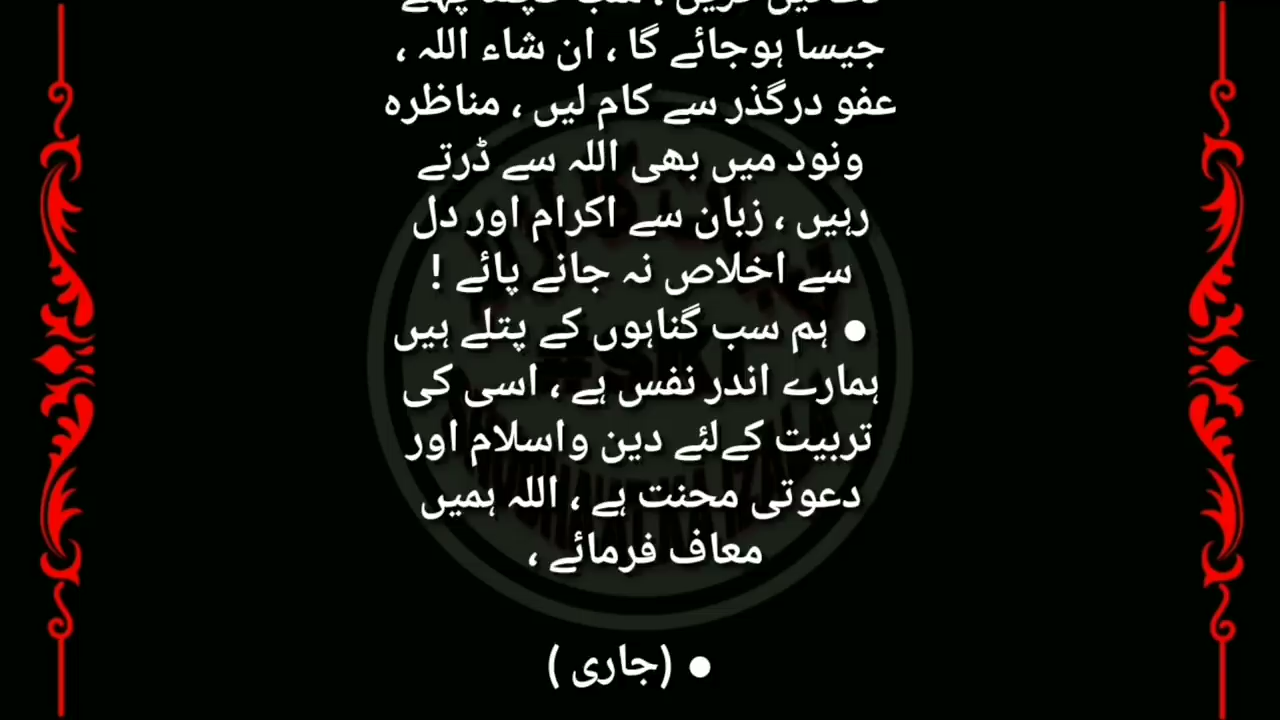 جیسا ہوجائے گا ، ان شاء اللہ ،
عفو درگذر سے کام لیں ، مناظرہ
ونود میں بھی اللہ سے ڈرتے
رہیں ، زبان سے اکرام اور دل
سے اخلاص نہ جانے پائے !
● ہم سب گناہوں کے پتلے ہیں
ہمارے اندر نفس ہے ، اسی کی
تربیت کےلئے دین واسلام اور
دعوتی محنت ہے ، اللہ ہمیں
معاف فرمائے ،
● (جاری )